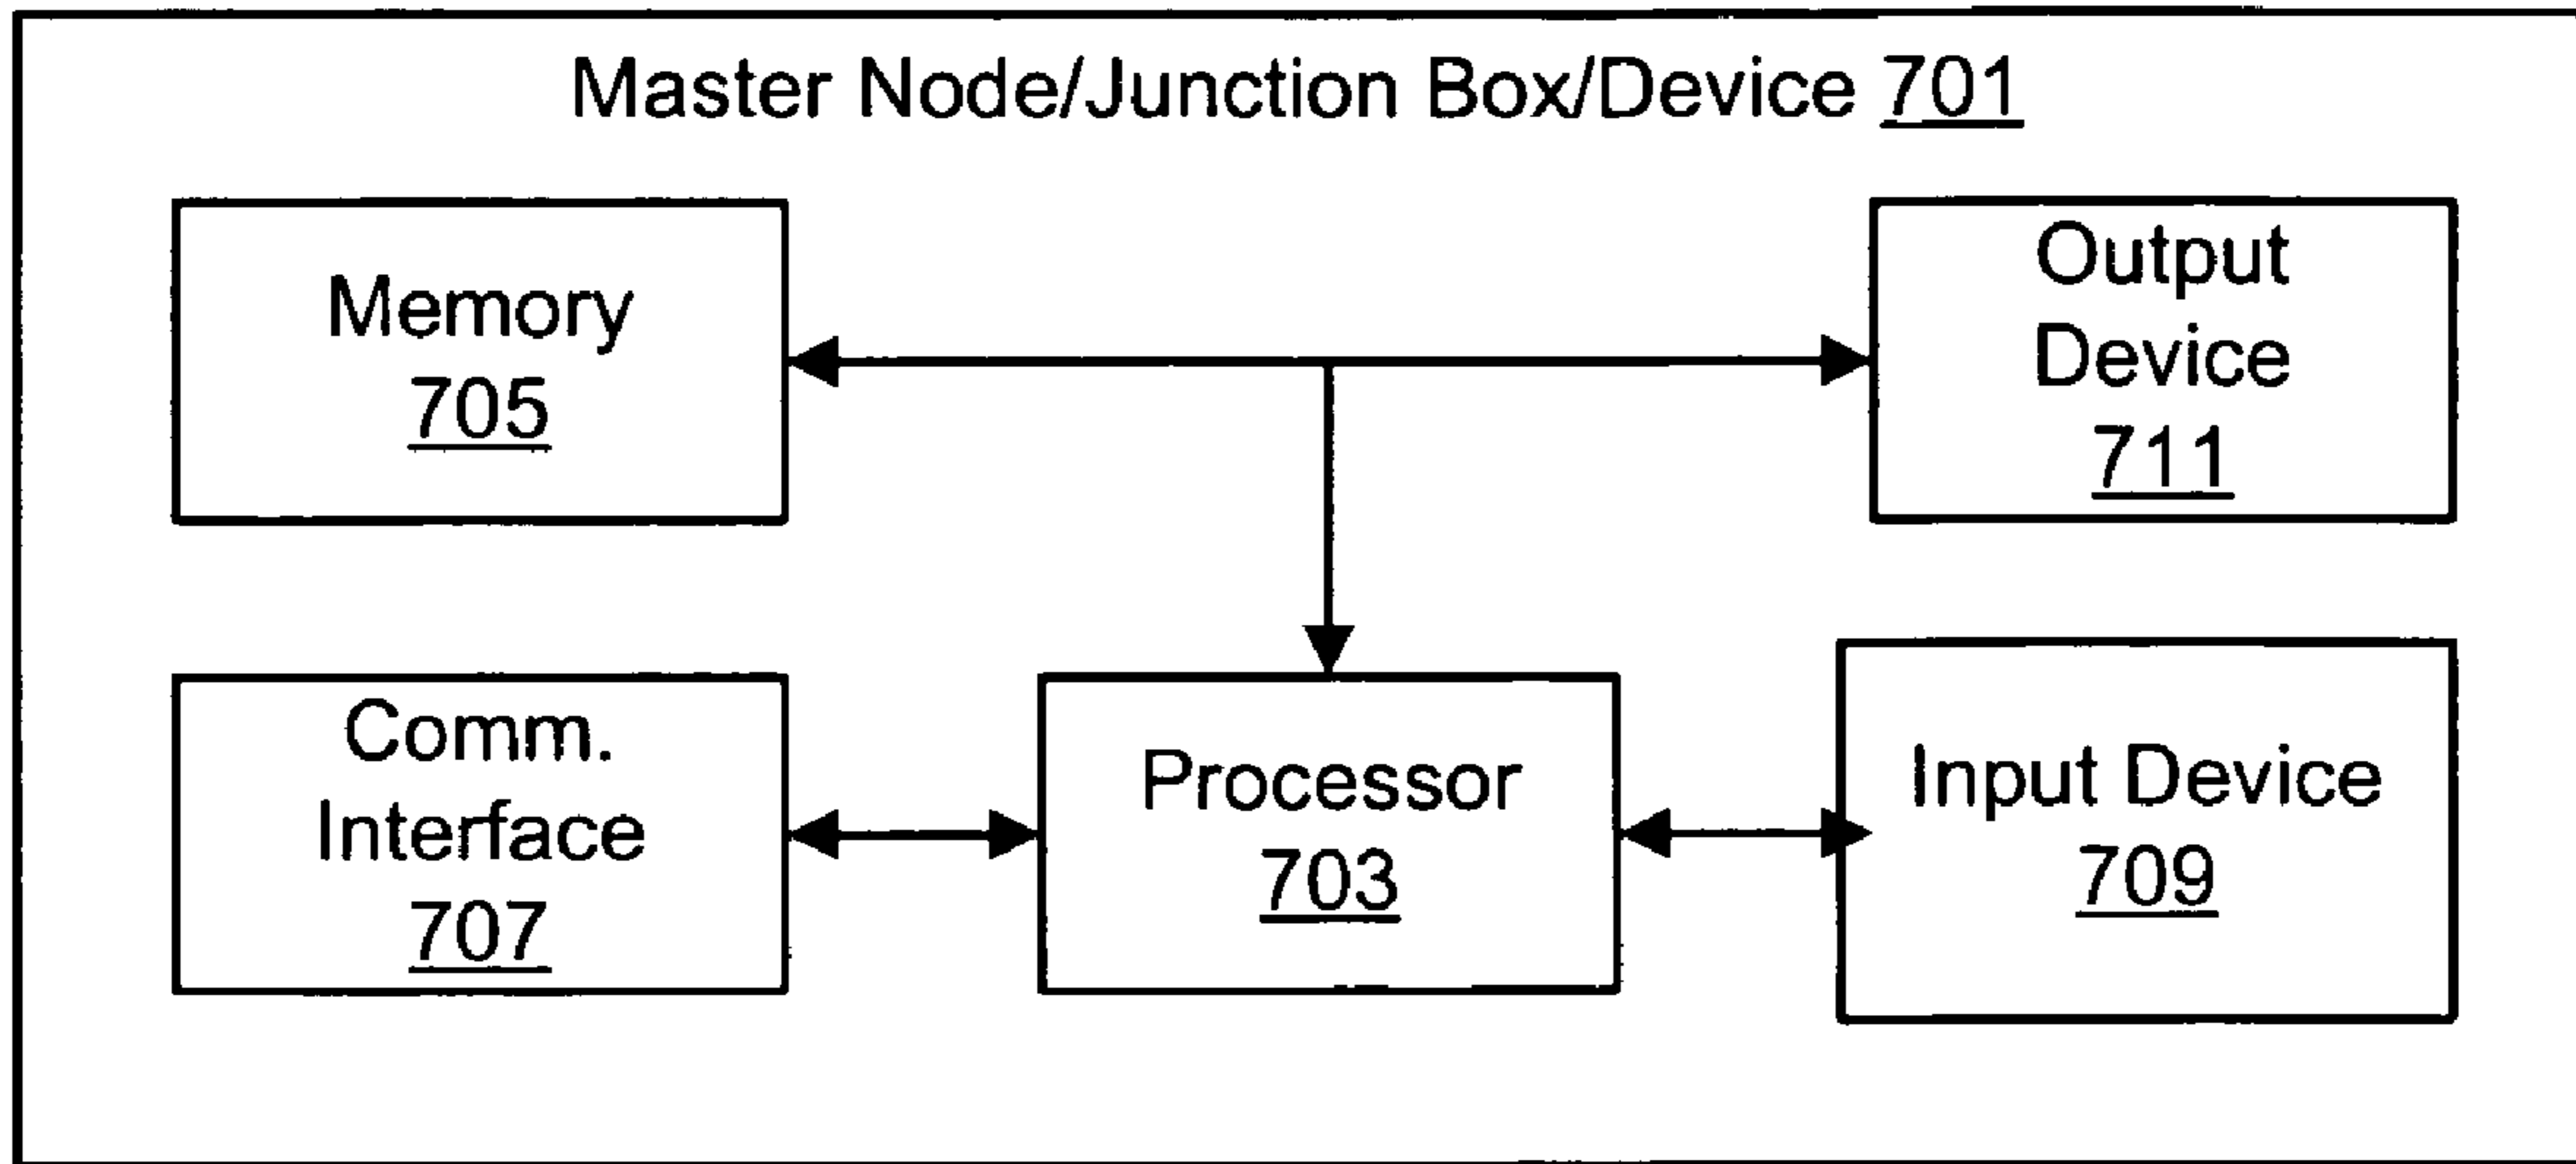 Master Node/Junction Box/Device 701
Memory
705
Output
Device
711
Comm.
Interface
707
Processor
703
Input Device
709